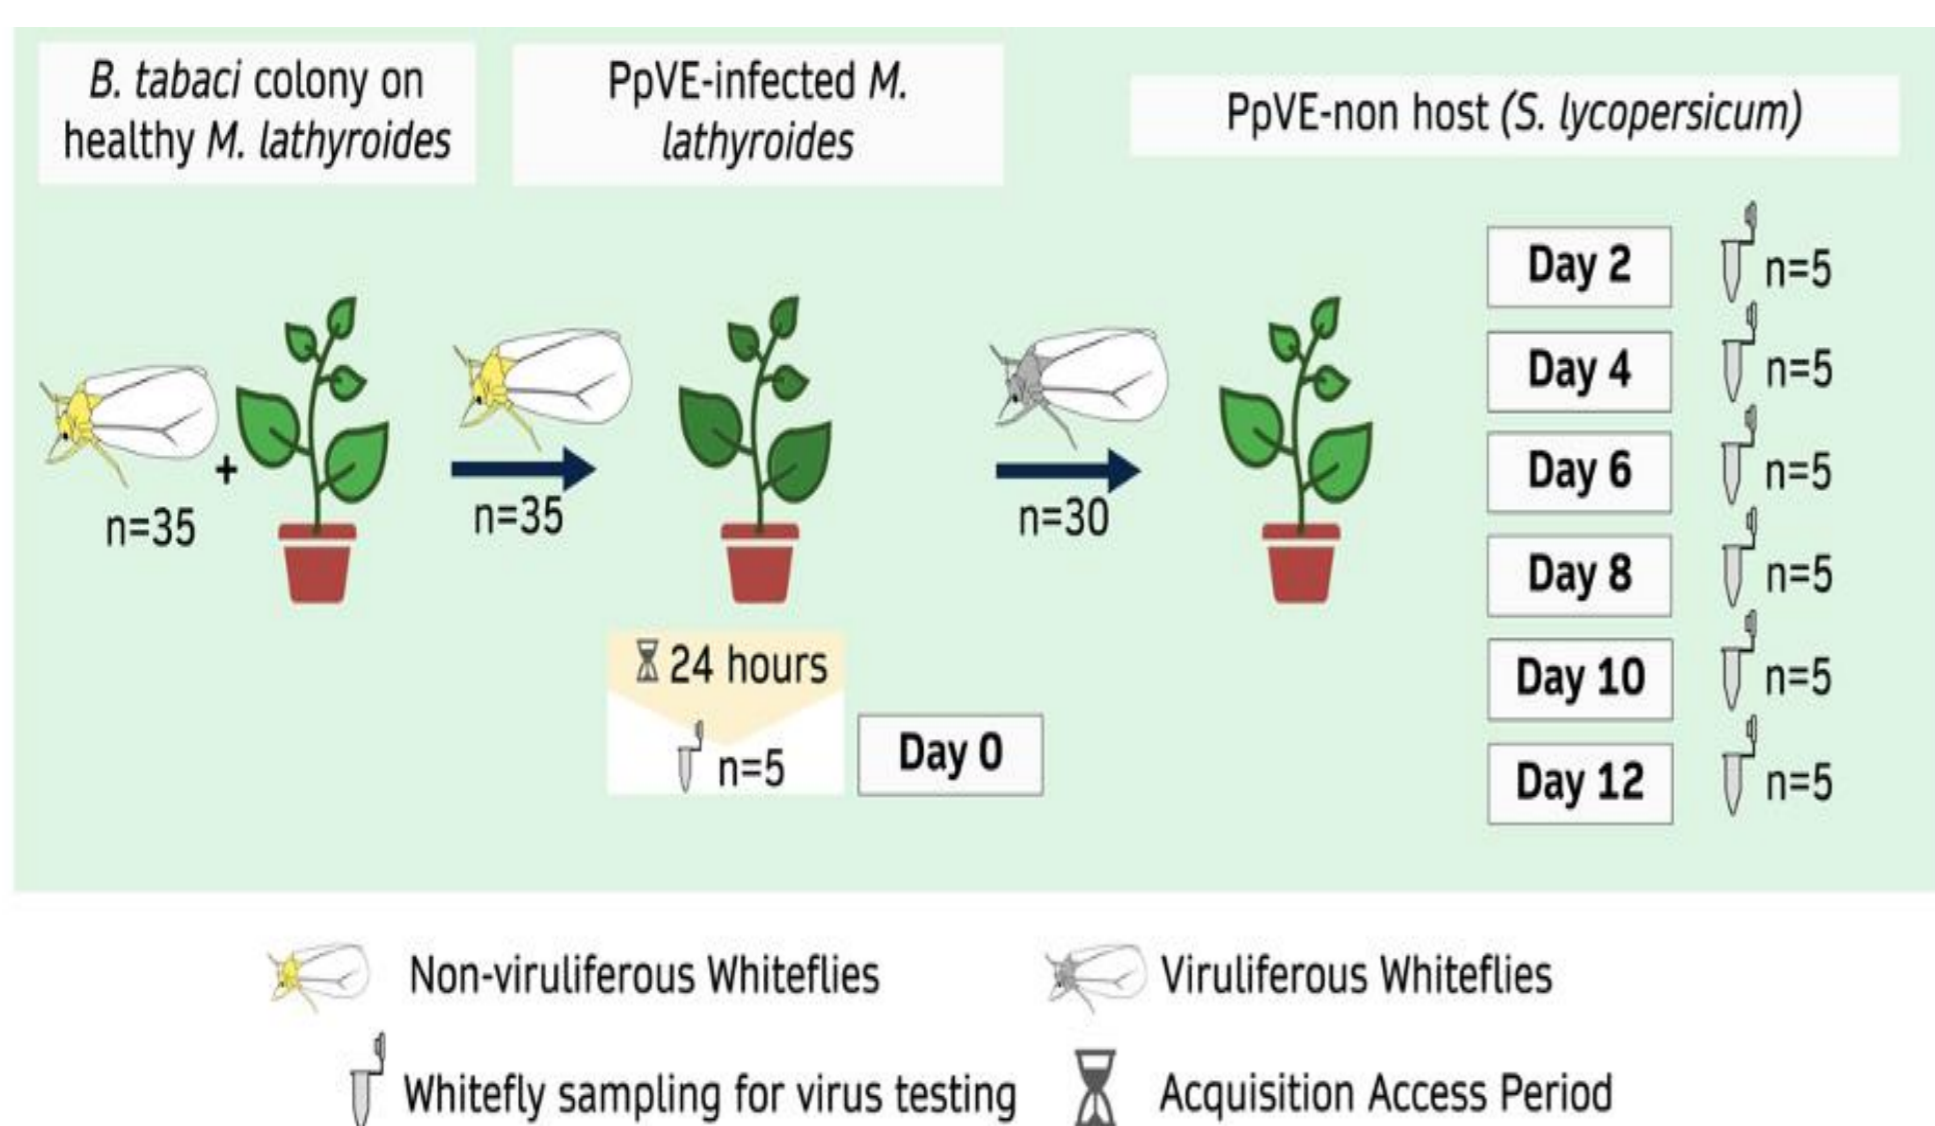 B. tabaci colony on
healthy M. lathyroides
PpVE-infected M.
lathyroides
PpVE-non host (S. lycopersicum)
n=35
+
n=35
n=30
24 hours
n=5
Day 0
Day 2
n=5
Day 4
n=5
Day 6
n=5
Day 8
n=5
Day 10
n=5
Day 12
n=5
Non-viruliferous Whiteflies
Viruliferous Whiteflies
Whitefly sampling for virus testing
Acquisition Access Period